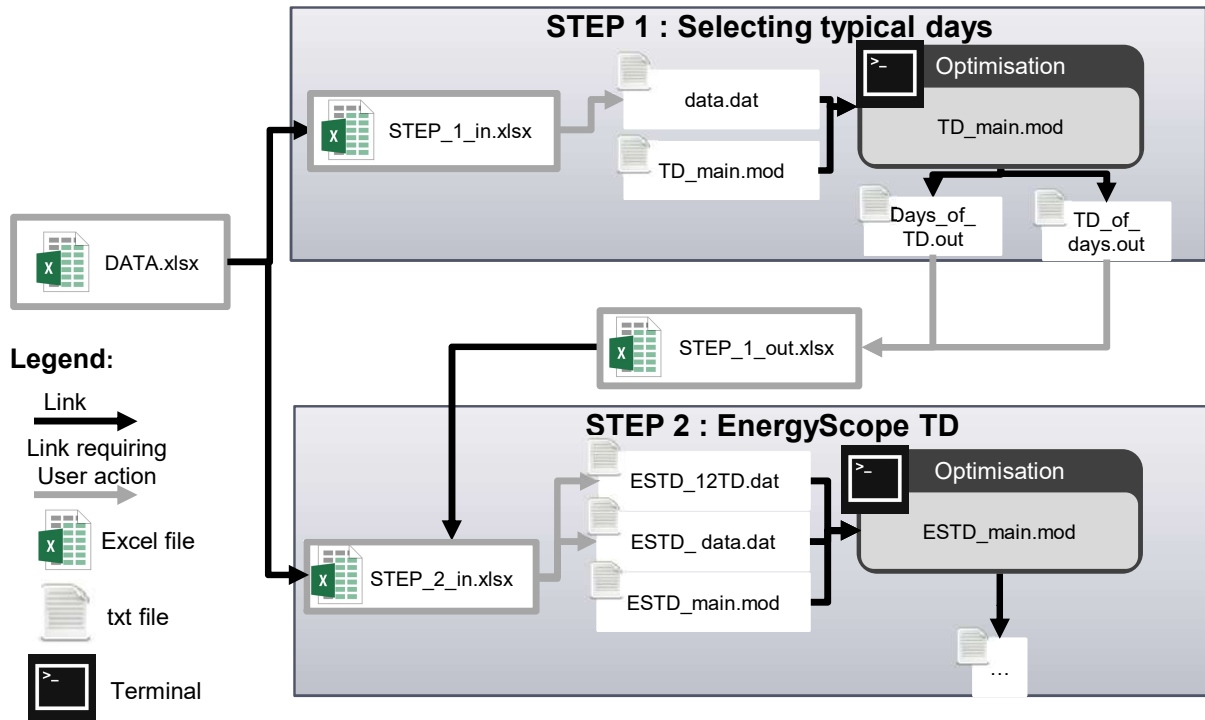 STEP 1 : Selecting typical days
>_
Optimisation
data.dat
STEP_1_in.xlsx
TD_main.mod
TD_main.mod
Days_of_
TD.out
TD_of_
days.out
DATA.xlsx
STEP_1_out.xlsx
Legend:
Link
Link requiring
User action
Excel file
txt file
>_
Terminal
STEP 2 : EnergyScope TD
>_
Optimisation
ESTD_12TD.dat
ESTD_ data.dat
ESTD_main.mod
STEP_2_in.xlsx
ESTD_main.mod
...
X
X
X
X
X